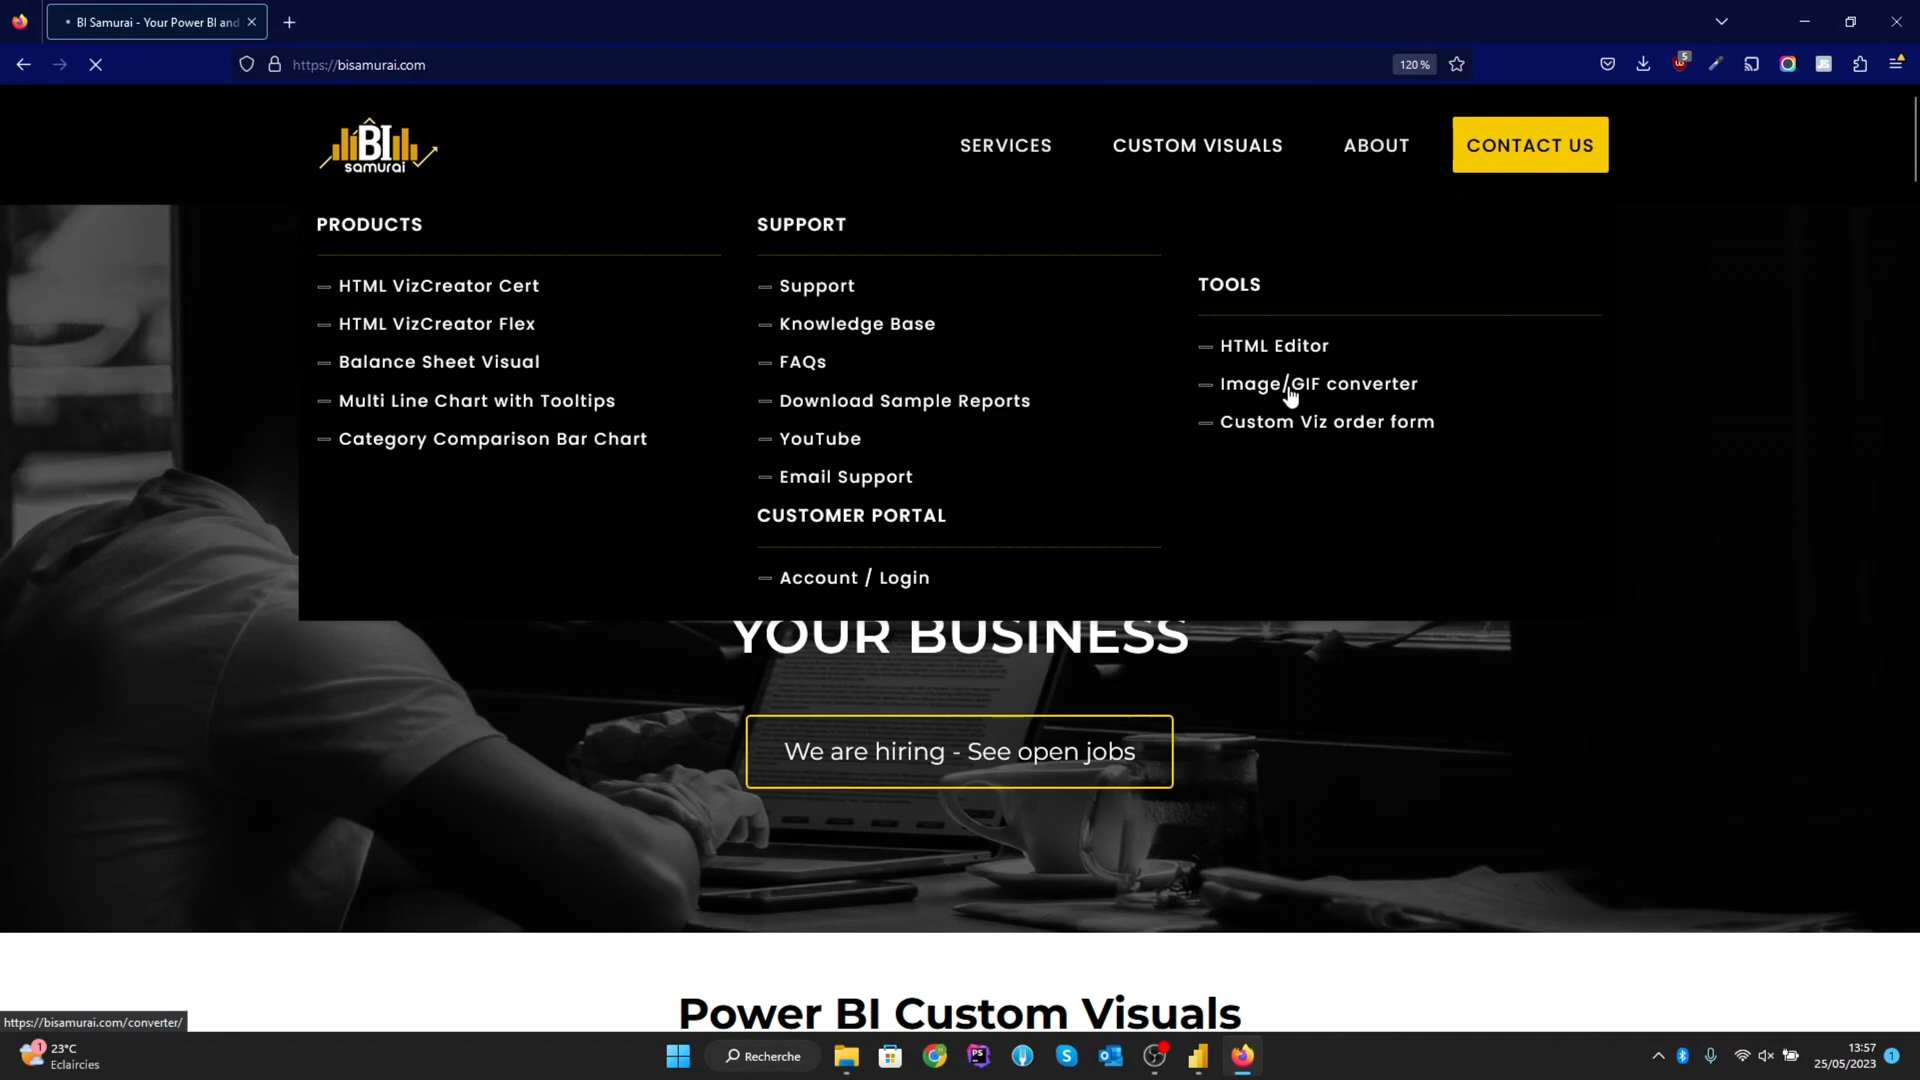 BI Samurai - Your Power BI and
https://bisamurai.com
120 %
5
BI
samurai
SERVICES
CUSTOM VISUALS
ABOUT
CONTACT US
PRODUCTS
HTML VizCreator Cert
HTML VizCreator Flex
Balance Sheet Visual
Multi Line Chart with Tooltips
Category Comparison Bar Chart
SUPPORT
Support
Knowledge Base
FAQs
Download Sample Reports
YouTube
Email Support
CUSTOMER PORTAL
Account / Login
TOOLS
HTML Editor
Image/GIF converter
Custom Viz order form
YOUR BUSINESS
We are hiring - See open jobs
Power BI Custom Visuals
https://bisamurai.com/converter/
1
23°C
Eclaircies
Recherche
PS
13:57
25/05/2023
1